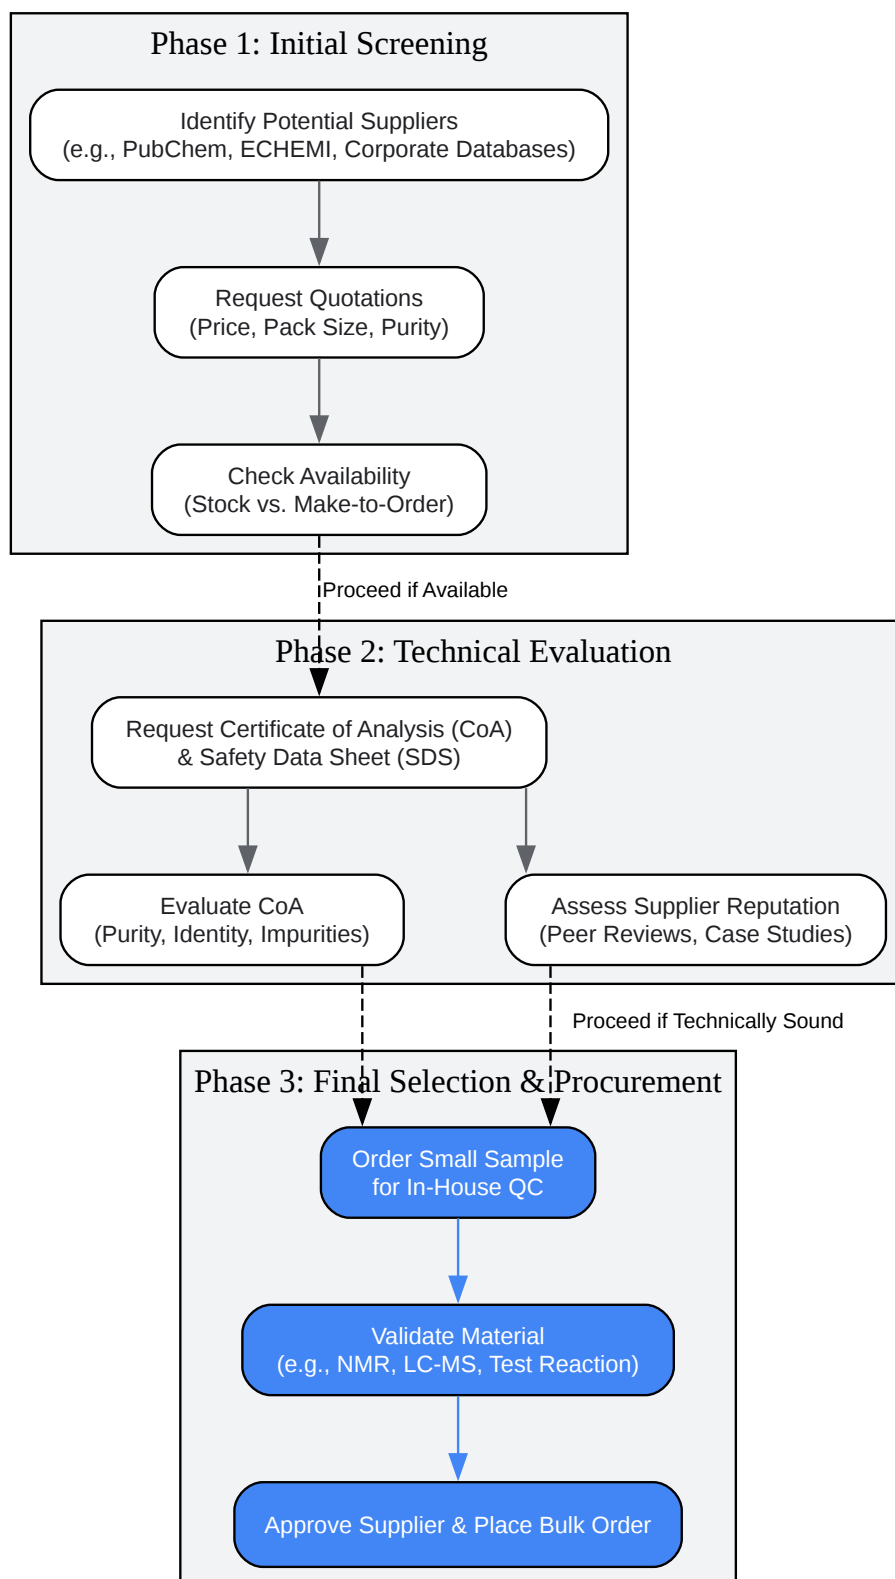 Phase 1: Initial Screening
Identify Potential Suppliers
(e.g., PubChem, ECHEMI, Corporate Databases)
Request Quotations
(Price, Pack Size, Purity)
Check Availability
(Stock vs. Make-to-Order)
Proceed if Available
Phase 2: Technical Evaluation
Request Certificate of Analysis (CoA)
& Safety Data Sheet (SDS)
Evaluate CoA
(Purity, Identity, Impurities)
Assess Supplier Reputation
(Peer Reviews, Case Studies)
Proceed if Technically Sound
Phase 3: Final Selection & Procurement
Order Small Sample
for In-House QC
Validate Material
(e.g., NMR, LC-MS, Test Reaction)
Approve Supplier & Place Bulk Order